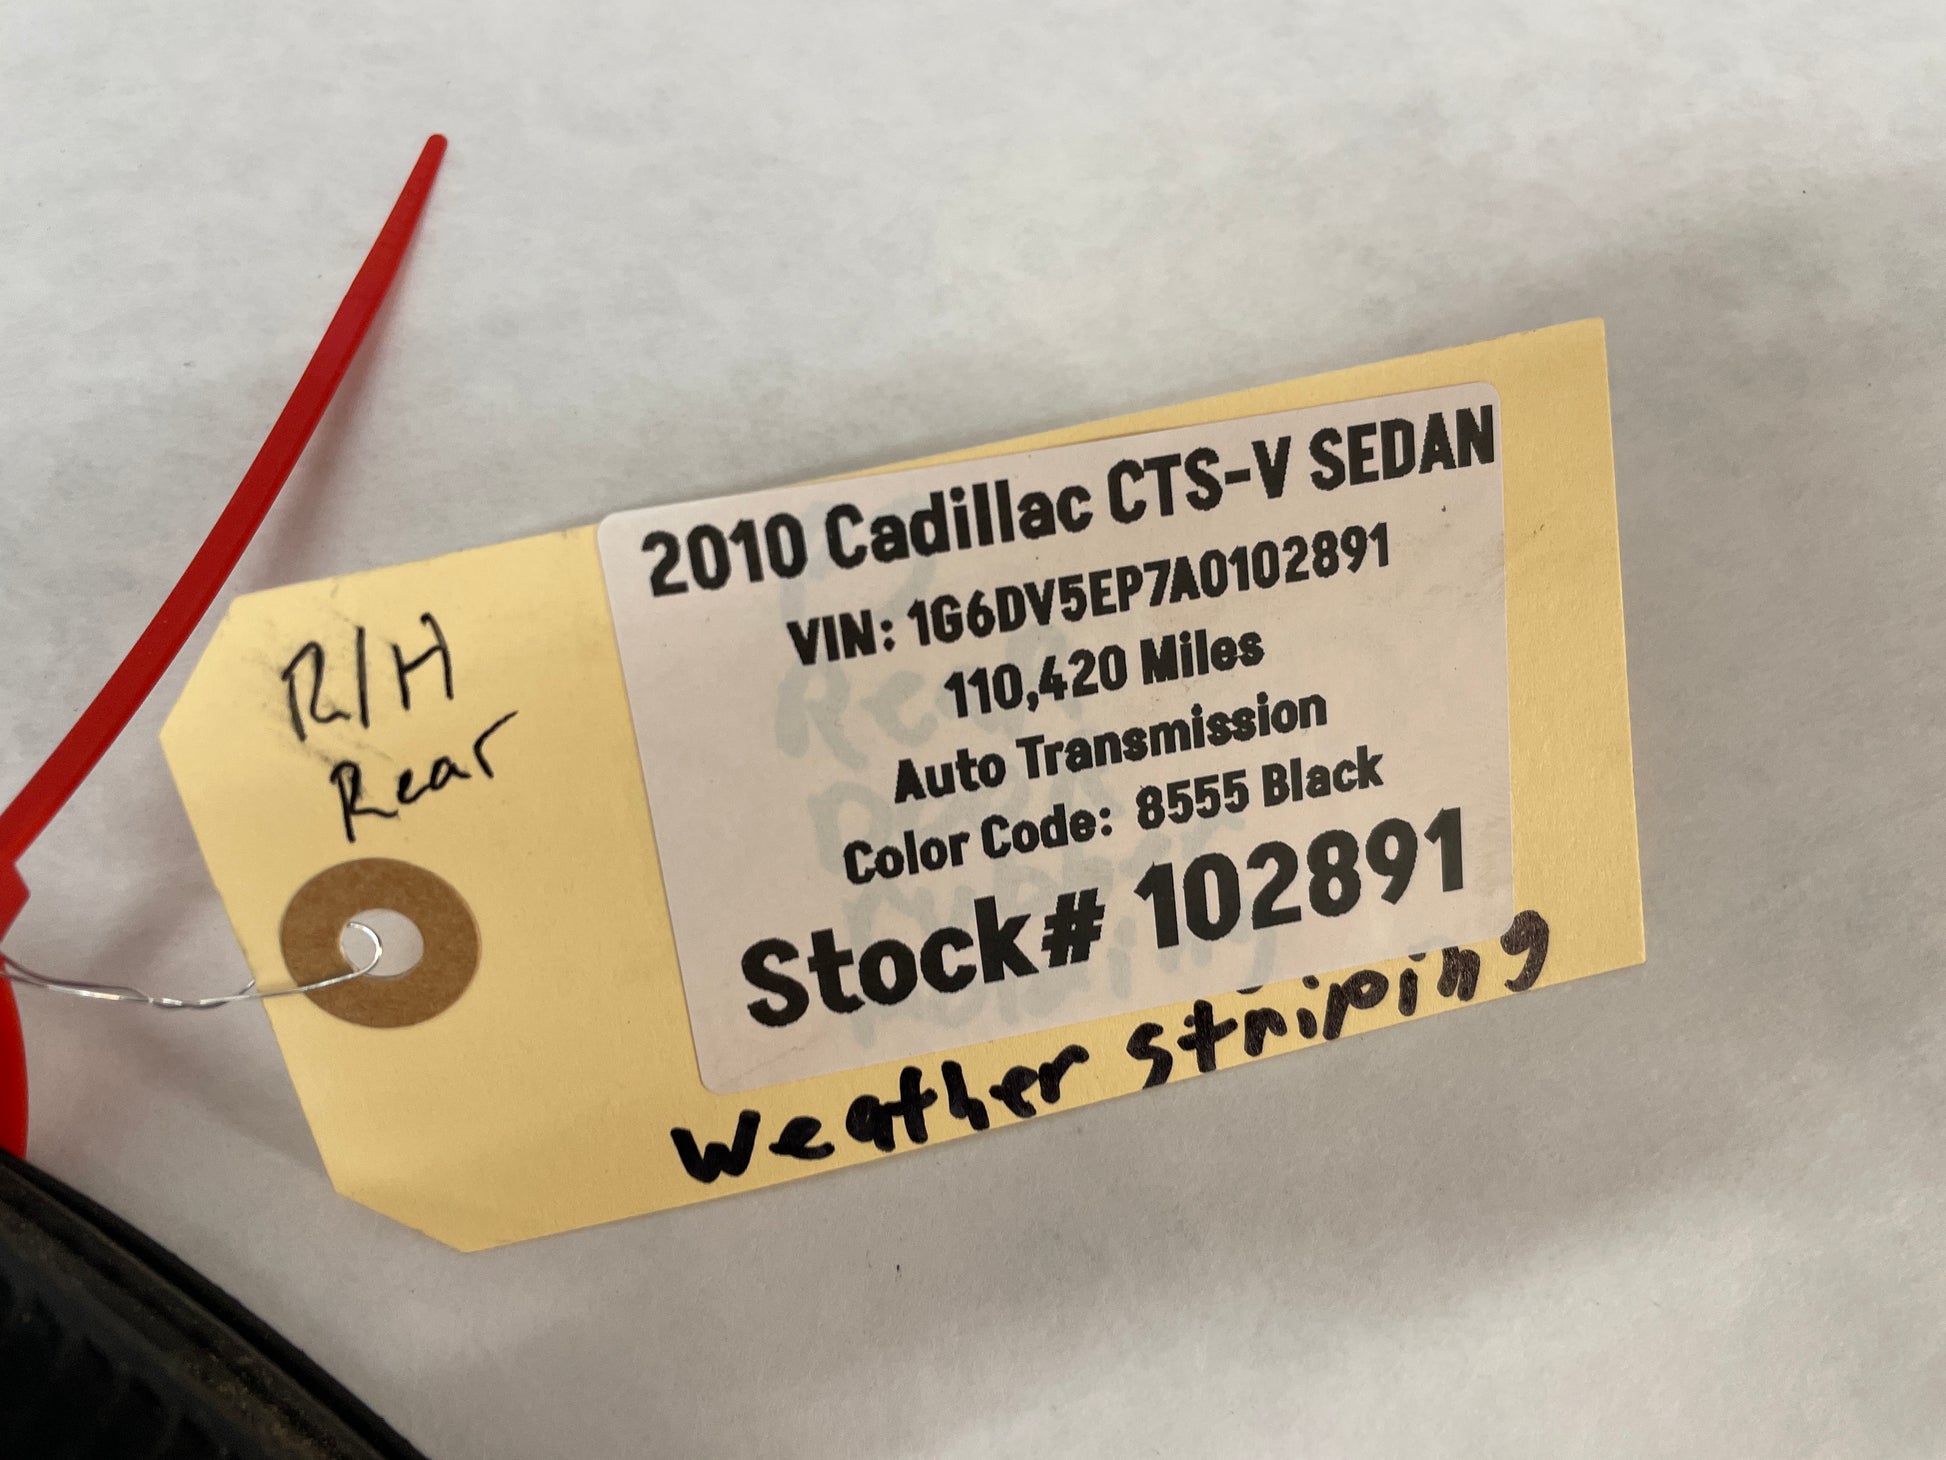 R/H
Rear
2010 Cadillac CTS-V SEDAN
VIN: 1G6DV5EP7A0102891
110,420 Miles
Auto Transmission
Color Code: 8555 Black
Stock# 102891
Weather striping